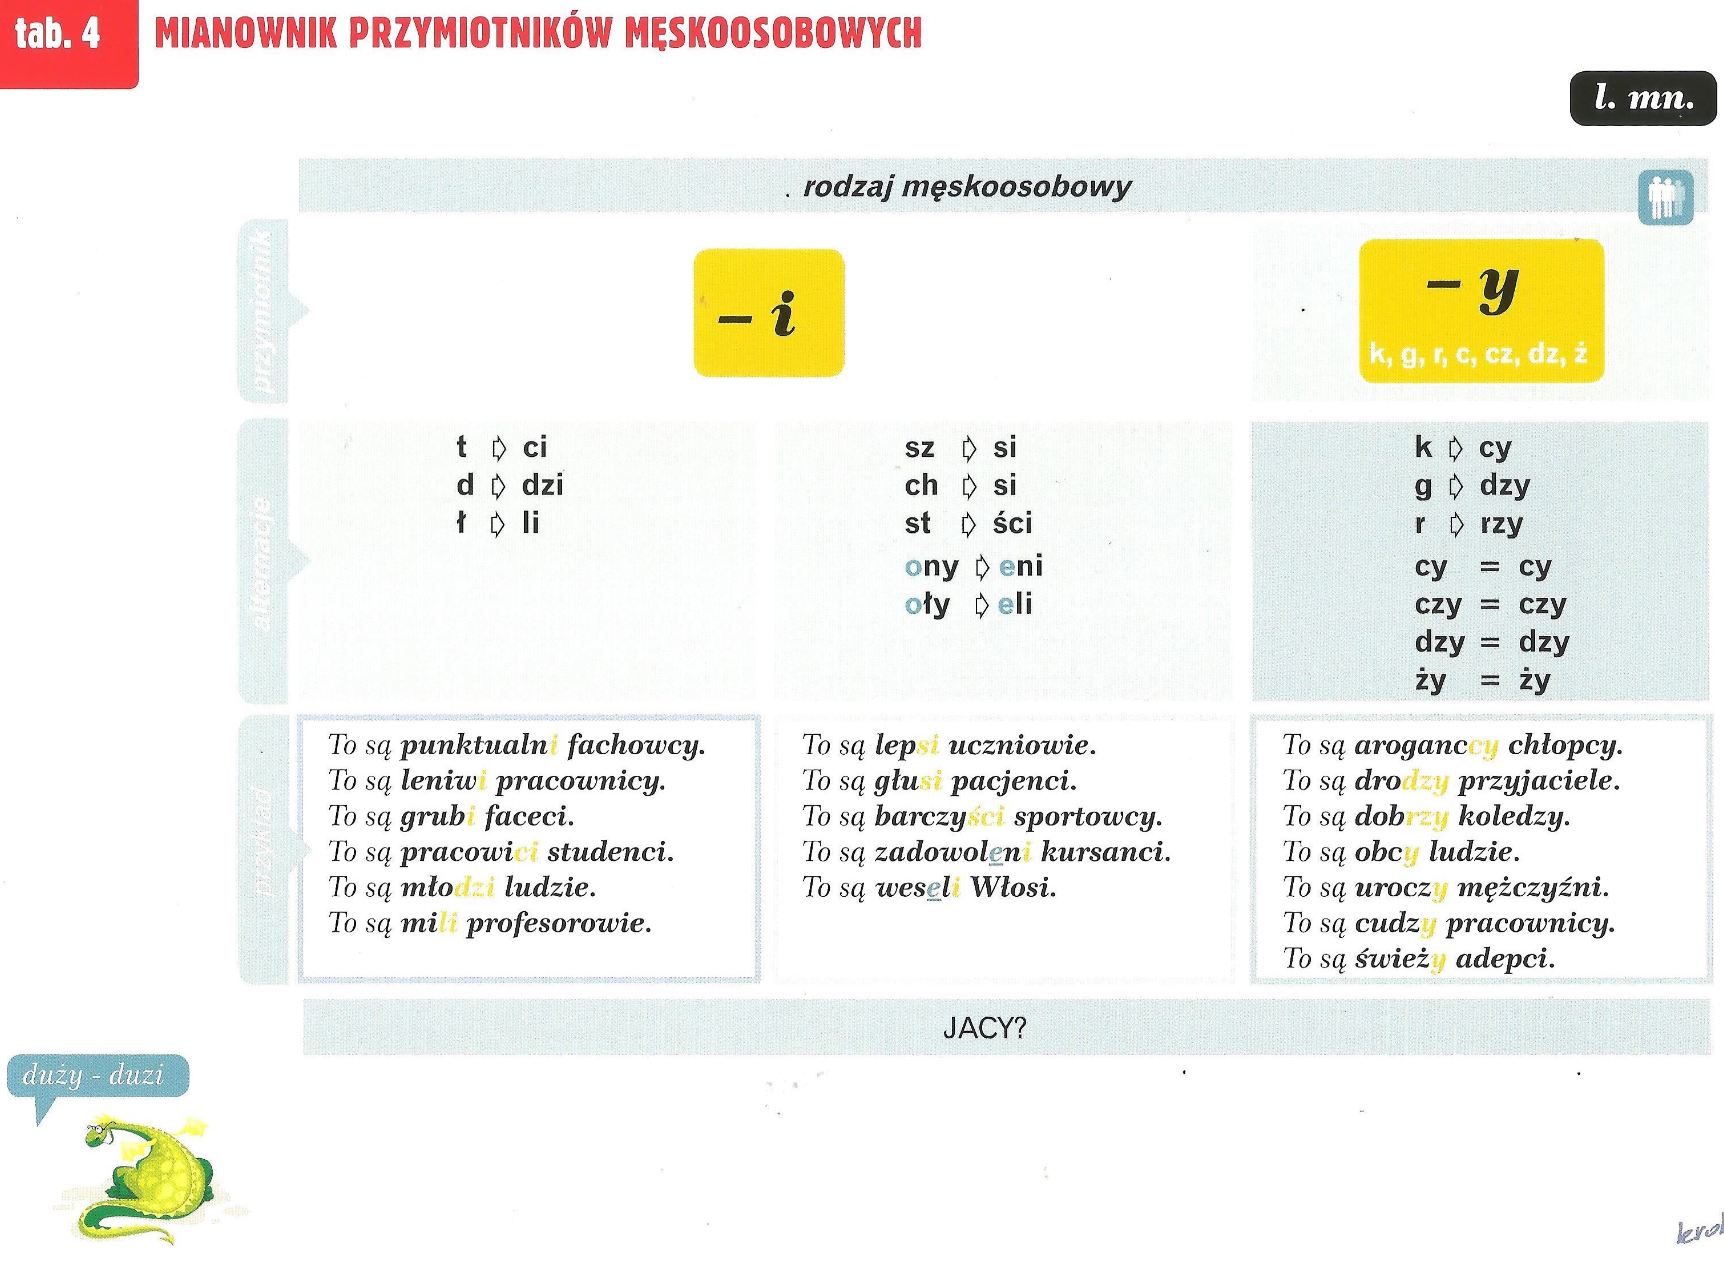 tab. 4 MIANOWNIK PRZYMIOTNIKÓW MĘSKOOSOBOWYCH
l. mn.
rodzaj męskoosobowy
przymiotnik
– i
– y
k, g, r, c, cz, dz, ż
alternacje
t ⇨ ci
d ⇨ dzi
ł ⇨ li
sz ⇨ si
ch ⇨ si
st ⇨ ści
ony ⇨ eni
oły ⇨ eli
k ⇨ cy
g ⇨ dzy
r ⇨ rzy
cy = cy
czy = czy
dzy = dzy
ży = ży
przykład
To są punktualni fachowcy.
To są leniwi pracownicy.
To są grubi faceci.
To są pracowici studenci.
To są młodzi ludzie.
To są mili profesorowie.
To są lepsi uczniowie.
To są głusi pacjenci.
To są barczyści sportowcy.
To są zadowoleni kursanci.
To są weseli Włosi.
To są aroganccy chłopcy.
To są drodzy przyjaciele.
To są dobrzy koledzy.
To są obcy ludzie.
To są uroczy mężczyźni.
To są cudzy pracownicy.
To są świeży adepci.
JACY?
duży - duzi